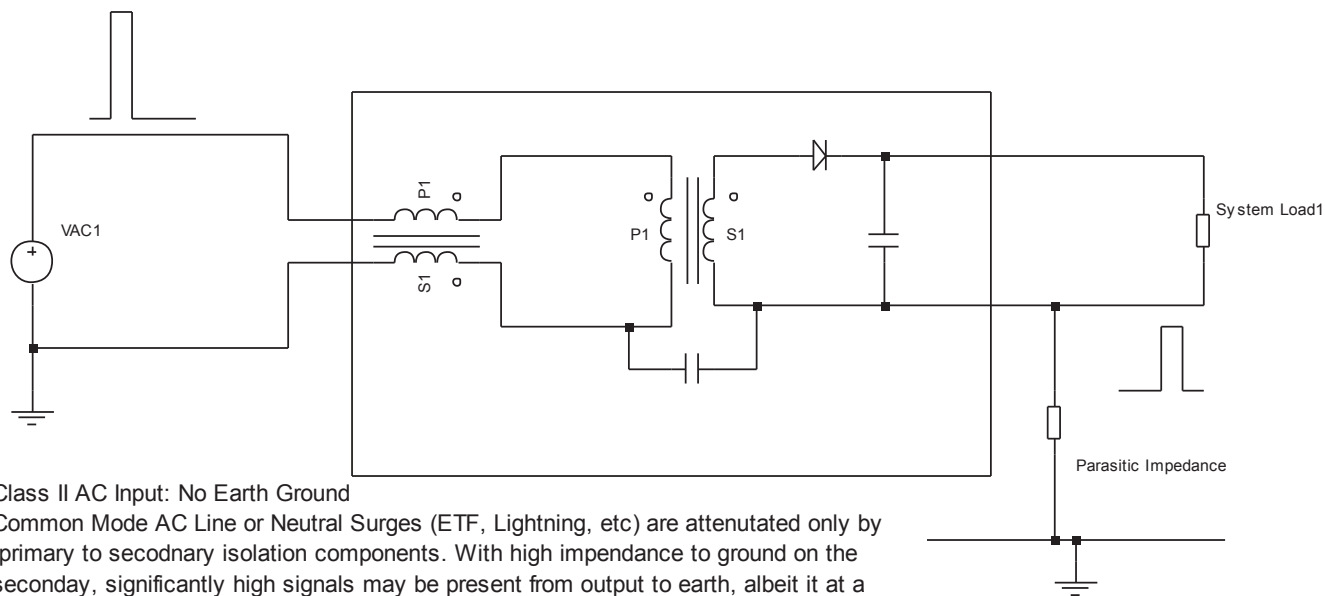 VAC1
P1
S1
P1
S1
System Load1
Parasitic Impedance
Class II AC Input: No Earth Ground
Common Mode AC Line or Neutral Surges (ETF, Lightning, etc) are attenutated only by
primary to secodnary isolation components. With high impendance to ground on the
seconday, significantly high signals may be present from output to earth, albeit it at a